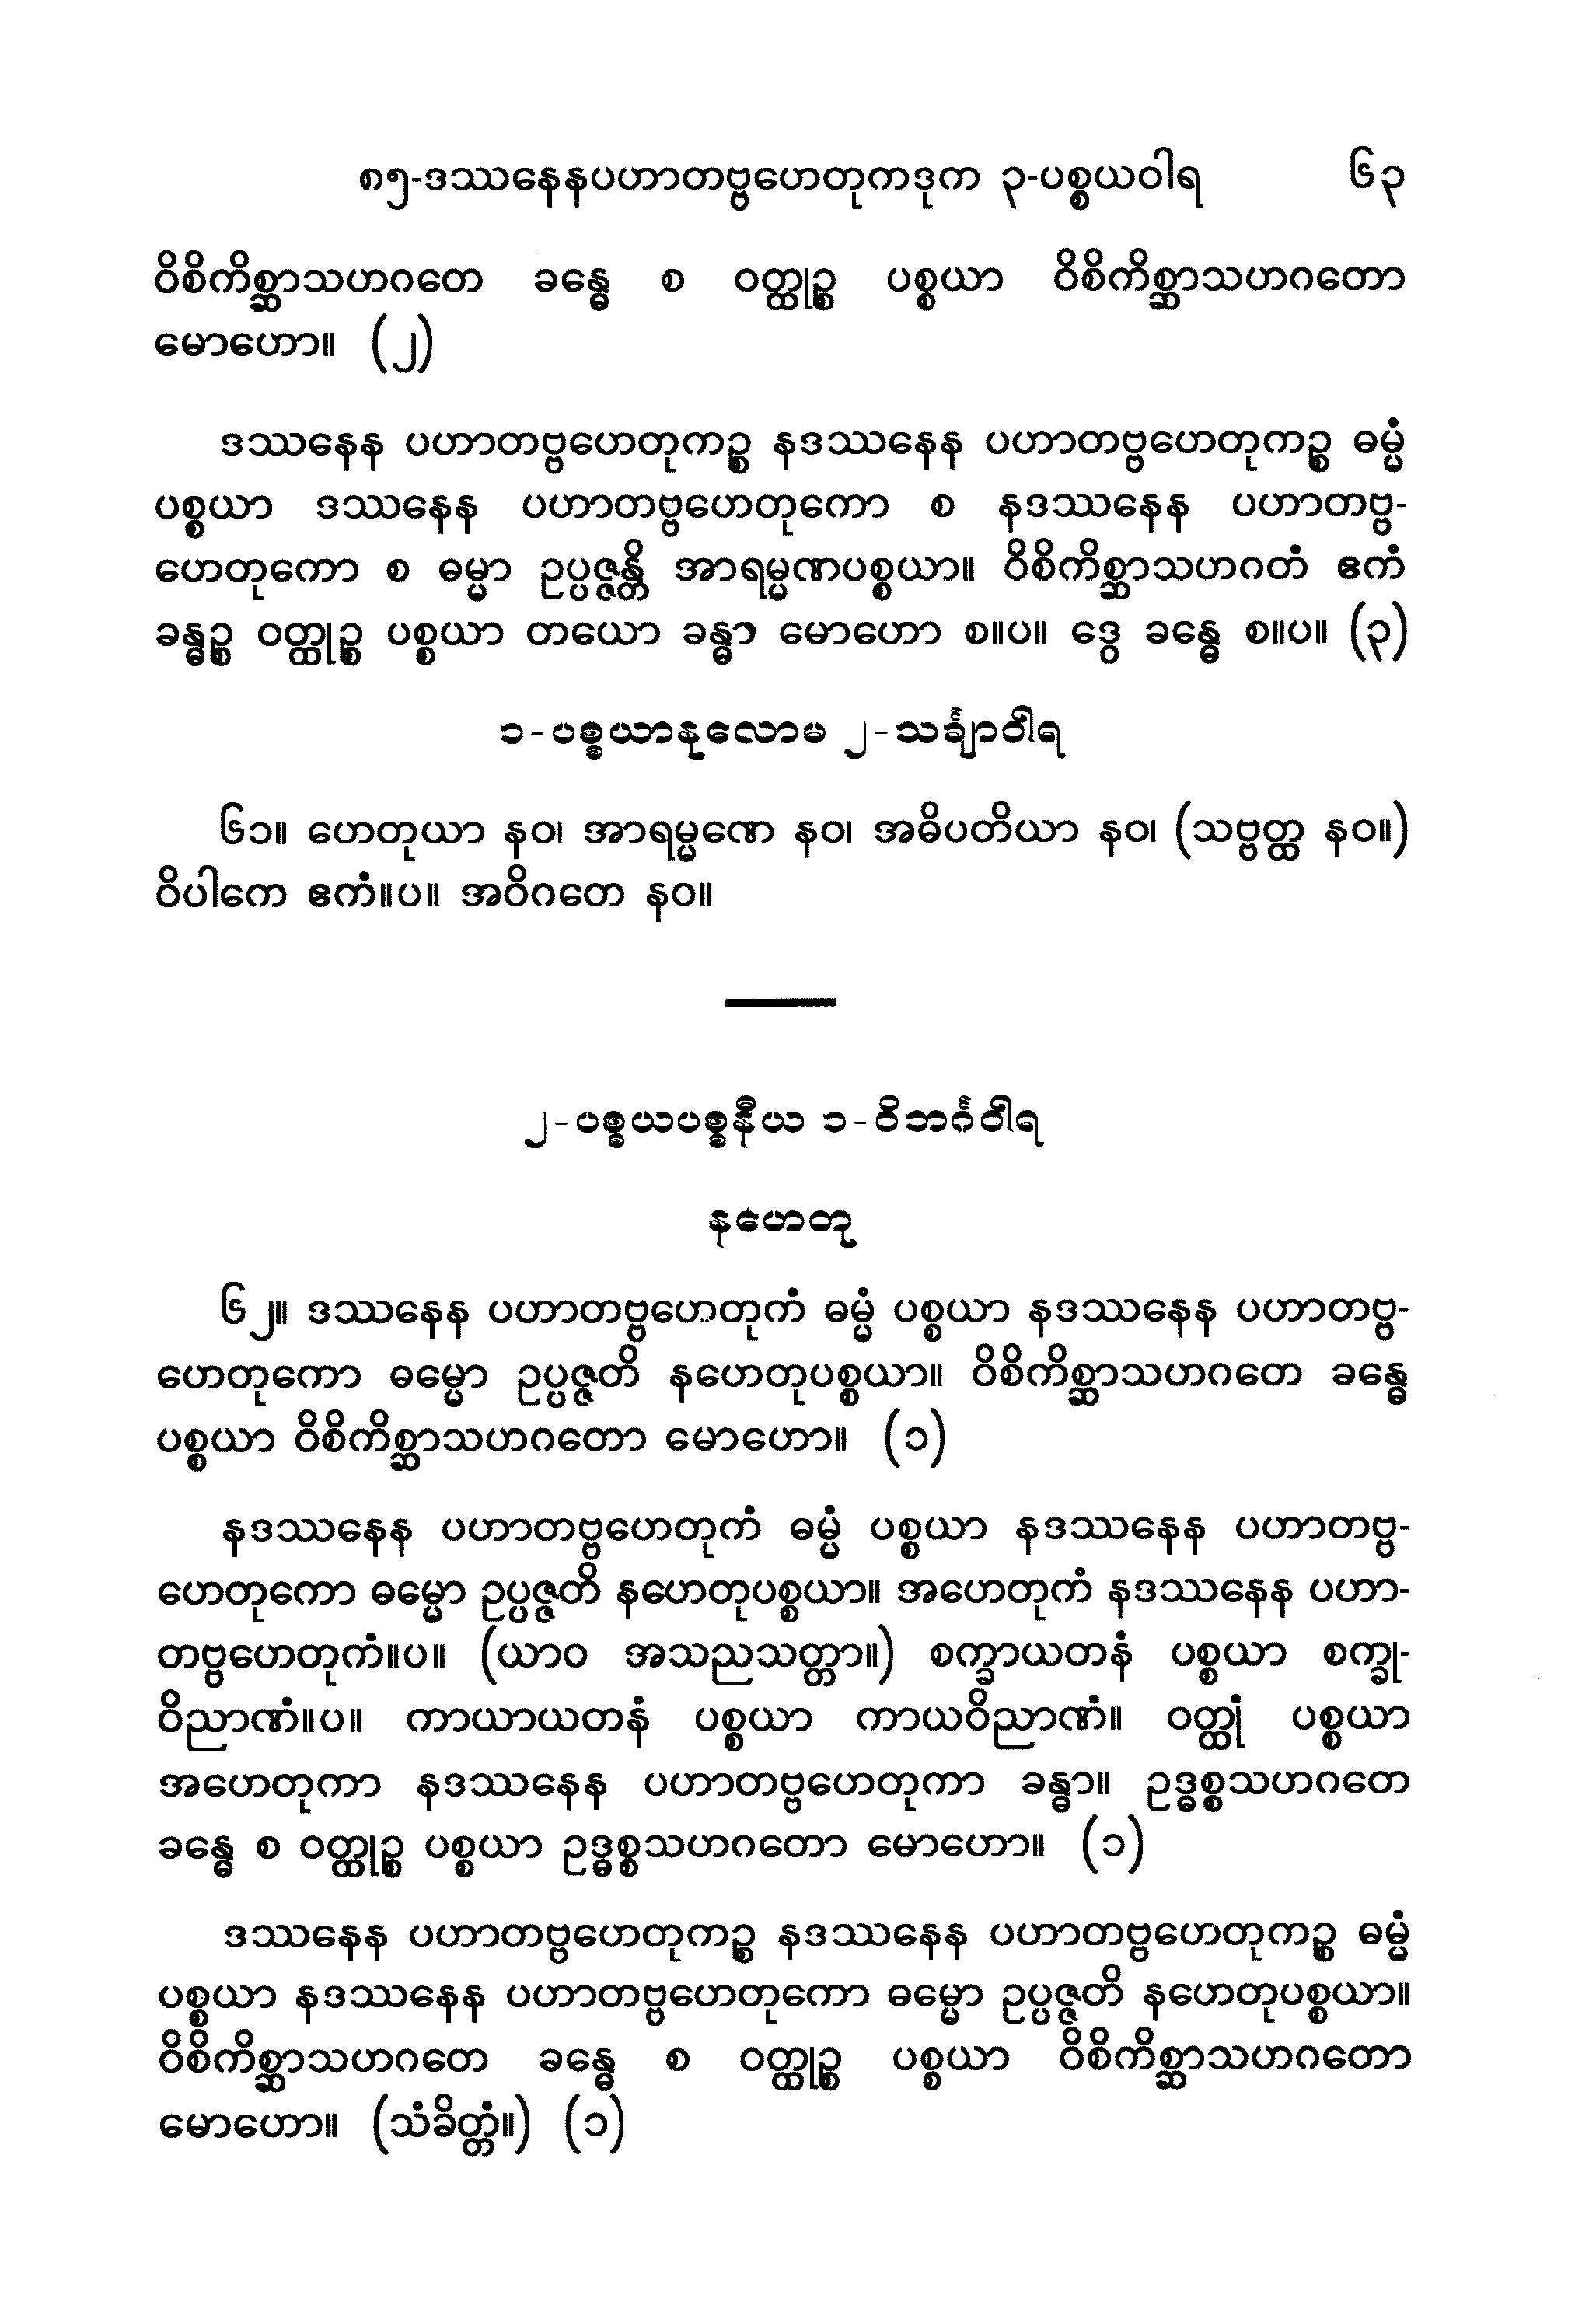 ၈၅-ဒဿနေနပဟာတဗ္ဗဟေတုကဒုက ၃-ပစ္စယဝါရ ၆၃
ဝိစိကိစ္ဆာသဟဂတေ ခန္ဓေ စ ဝတ္ထုဉ္စ ပစ္စယာ ဝိစိကိစ္ဆာသဟဂတော
မောဟော။ (၂)
ဒဿနေန ပဟာတဗ္ဗဟေတုကဉ္စ နဒဿနေန ပဟာတဗ္ဗဟေတုကဉ္စ ဓမ္မံ
ပစ္စယာ ဒဿနေန ပဟာတဗ္ဗဟေတုကော စ နဒဿနေန ပဟာတဗ္ဗ-
ဟေတုကော စ ဓမ္မာ ဥပ္ပဇ္ဇန္တိ အာရမ္မဏပစ္စယာ။ ဝိစိကိစ္ဆာသဟဂတံ ဧကံ
ခန္ဓဉ္စ ဝတ္ထုဉ္စ ပစ္စယာ တယော ခန္ဓာ မောဟော စ။ပ။ ဒွေ ခန္ဓေ စ။ပ။ (၃)
၁-ပစ္စယာနုလောမ ၂-သင်္ချာဝါရ
၆၁။ ဟေတုယာ နဝ၊ အာရမ္မဏေ နဝ၊ အဓိပတိယာ နဝ၊ (သဗ္ဗတ္ထ နဝ။)
ဝိပါကေ ဧကံ။ပ။ အဝိဂတေ နဝ။
၂-ပစ္စယပစ္စနီယ ၁-ဝိဘင်္ဂဝါရ
နဟေတု
၆၂။ ဒဿနေန ပဟာတဗ္ဗဟေတုကံ ဓမ္မံ ပစ္စယာ နဒဿနေန ပဟာတဗ္ဗ-
ဟေတုကော ဓမ္မော ဥပ္ပဇ္ဇတိ နဟေတုပစ္စယာ။ ဝိစိကိစ္ဆာသဟဂတေ ခန္ဓေ
ပစ္စယာ ဝိစိကိစ္ဆာသဟဂတော မောဟော။ (၁)
နဒဿနေန ပဟာတဗ္ဗဟေတုကံ ဓမ္မံ ပစ္စယာ နဒဿနေန ပဟာတဗ္ဗ-
ဟေတုကော ဓမ္မော ဥပ္ပဇ္ဇတိ နဟေတုပစ္စယာ။ အဟေတုကံ နဒဿနေန ပဟာ-
တဗ္ဗဟေတုကံ။ပ။ (ယာဝ အသညသတ္တာ။) စက္ခာယတနံ ပစ္စယာ စက္ခု-
ဝိညာဏံ။ပ။ ကာယာယတနံ ပစ္စယာ ကာယဝိညာဏံ။ ဝတ္ထုံ ပစ္စယာ
အဟေတုကာ နဒဿနေန ပဟာတဗ္ဗဟေတုကာ ခန္ဓာ။ ဥဒ္ဓစ္စသဟဂတေ
ခန္ဓေ စ ဝတ္ထုဉ္စ ပစ္စယာ ဥဒ္ဓစ္စသဟဂတော မောဟော။ (၁)
ဒဿနေန ပဟာတဗ္ဗဟေတုကဉ္စ နဒဿနေန ပဟာတဗ္ဗဟေတုကဉ္စ ဓမ္မံ
ပစ္စယာ နဒဿနေန ပဟာတဗ္ဗဟေတုကော ဓမ္မော ဥပ္ပဇ္ဇတိ နဟေတုပစ္စယာ။
ဝိစိကိစ္ဆာသဟဂတေ ခန္ဓေ စ ဝတ္ထုဉ္စ ပစ္စယာ ဝိစိကိစ္ဆာသဟဂတော
မောဟော။ (သံခိတ္တံ။) (၁)